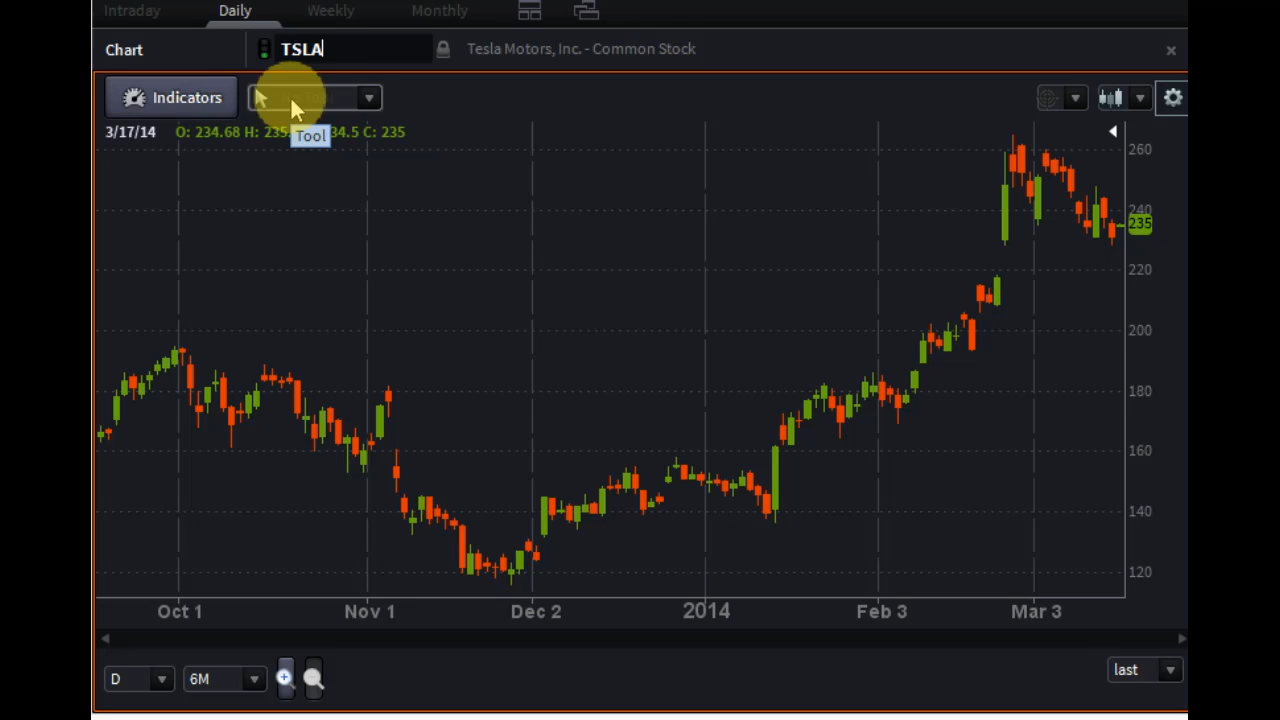 Intraday Daily Weekly Monthly
Chart TSLA Tesla Motors, Inc. - Common Stock
Indicators
3/17/14 O: 234.68 H: 235. 34.5 C: 235
Tool
260
240
235
220
200
180
160
140
120
Oct 1 Nov 1 Dec 2 2014 Feb 3 Mar 3
D 6M last